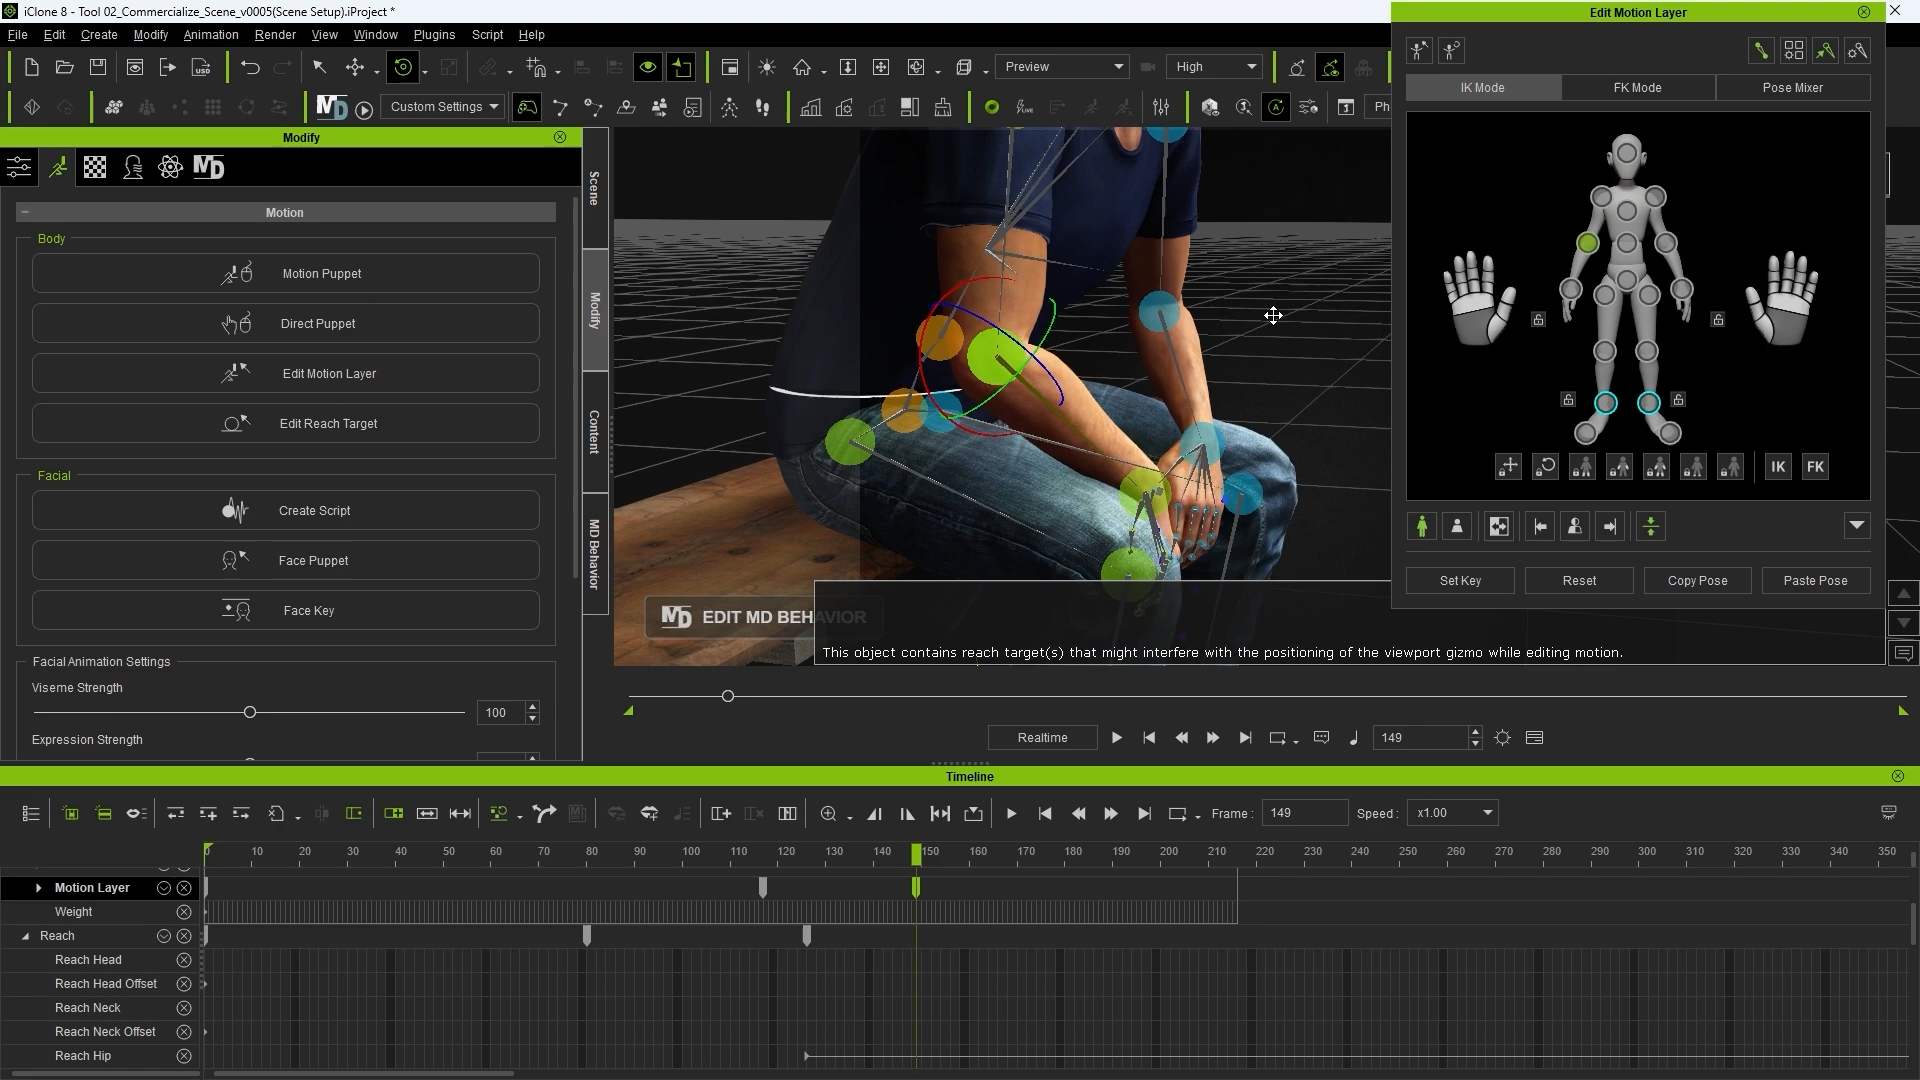 iClone 8 - Tool 02_Commercialize_Scene_v0005(Scene Setup).iProject *
File Edit Create Modify Animation Render View Window Plugins Script Help
Preview High
MD Custom Settings Ph
Modify
MD
Motion
Body
Motion Puppet
Direct Puppet
Edit Motion Layer
Edit Reach Target
Facial
Create Script
Face Puppet
Face Key
Facial Animation Settings
Viseme Strength
100
Expression Strength
Scene
Modify
Content
MD Behavior
MD EDIT MD BEHAVIOR
This object contains reach target(s) that might interfere with the positioning of the viewport gizmo while editing motion.
Edit Motion Layer
IK Mode FK Mode Pose Mixer
IK FK
Set Key Reset Copy Pose Paste Pose
Realtime 149
Timeline
Frame : 149 Speed : x1.00
0 10 20 30 40 50 60 70 80 90 100 110 120 130 140 150 160 170 180 190 200 210 220 230 240 250 260 270 280 290 300 310 320 330 340 350
Motion Layer
Weight
Reach
Reach Head
Reach Head Offset
Reach Neck
Reach Neck Offset
Reach Hip